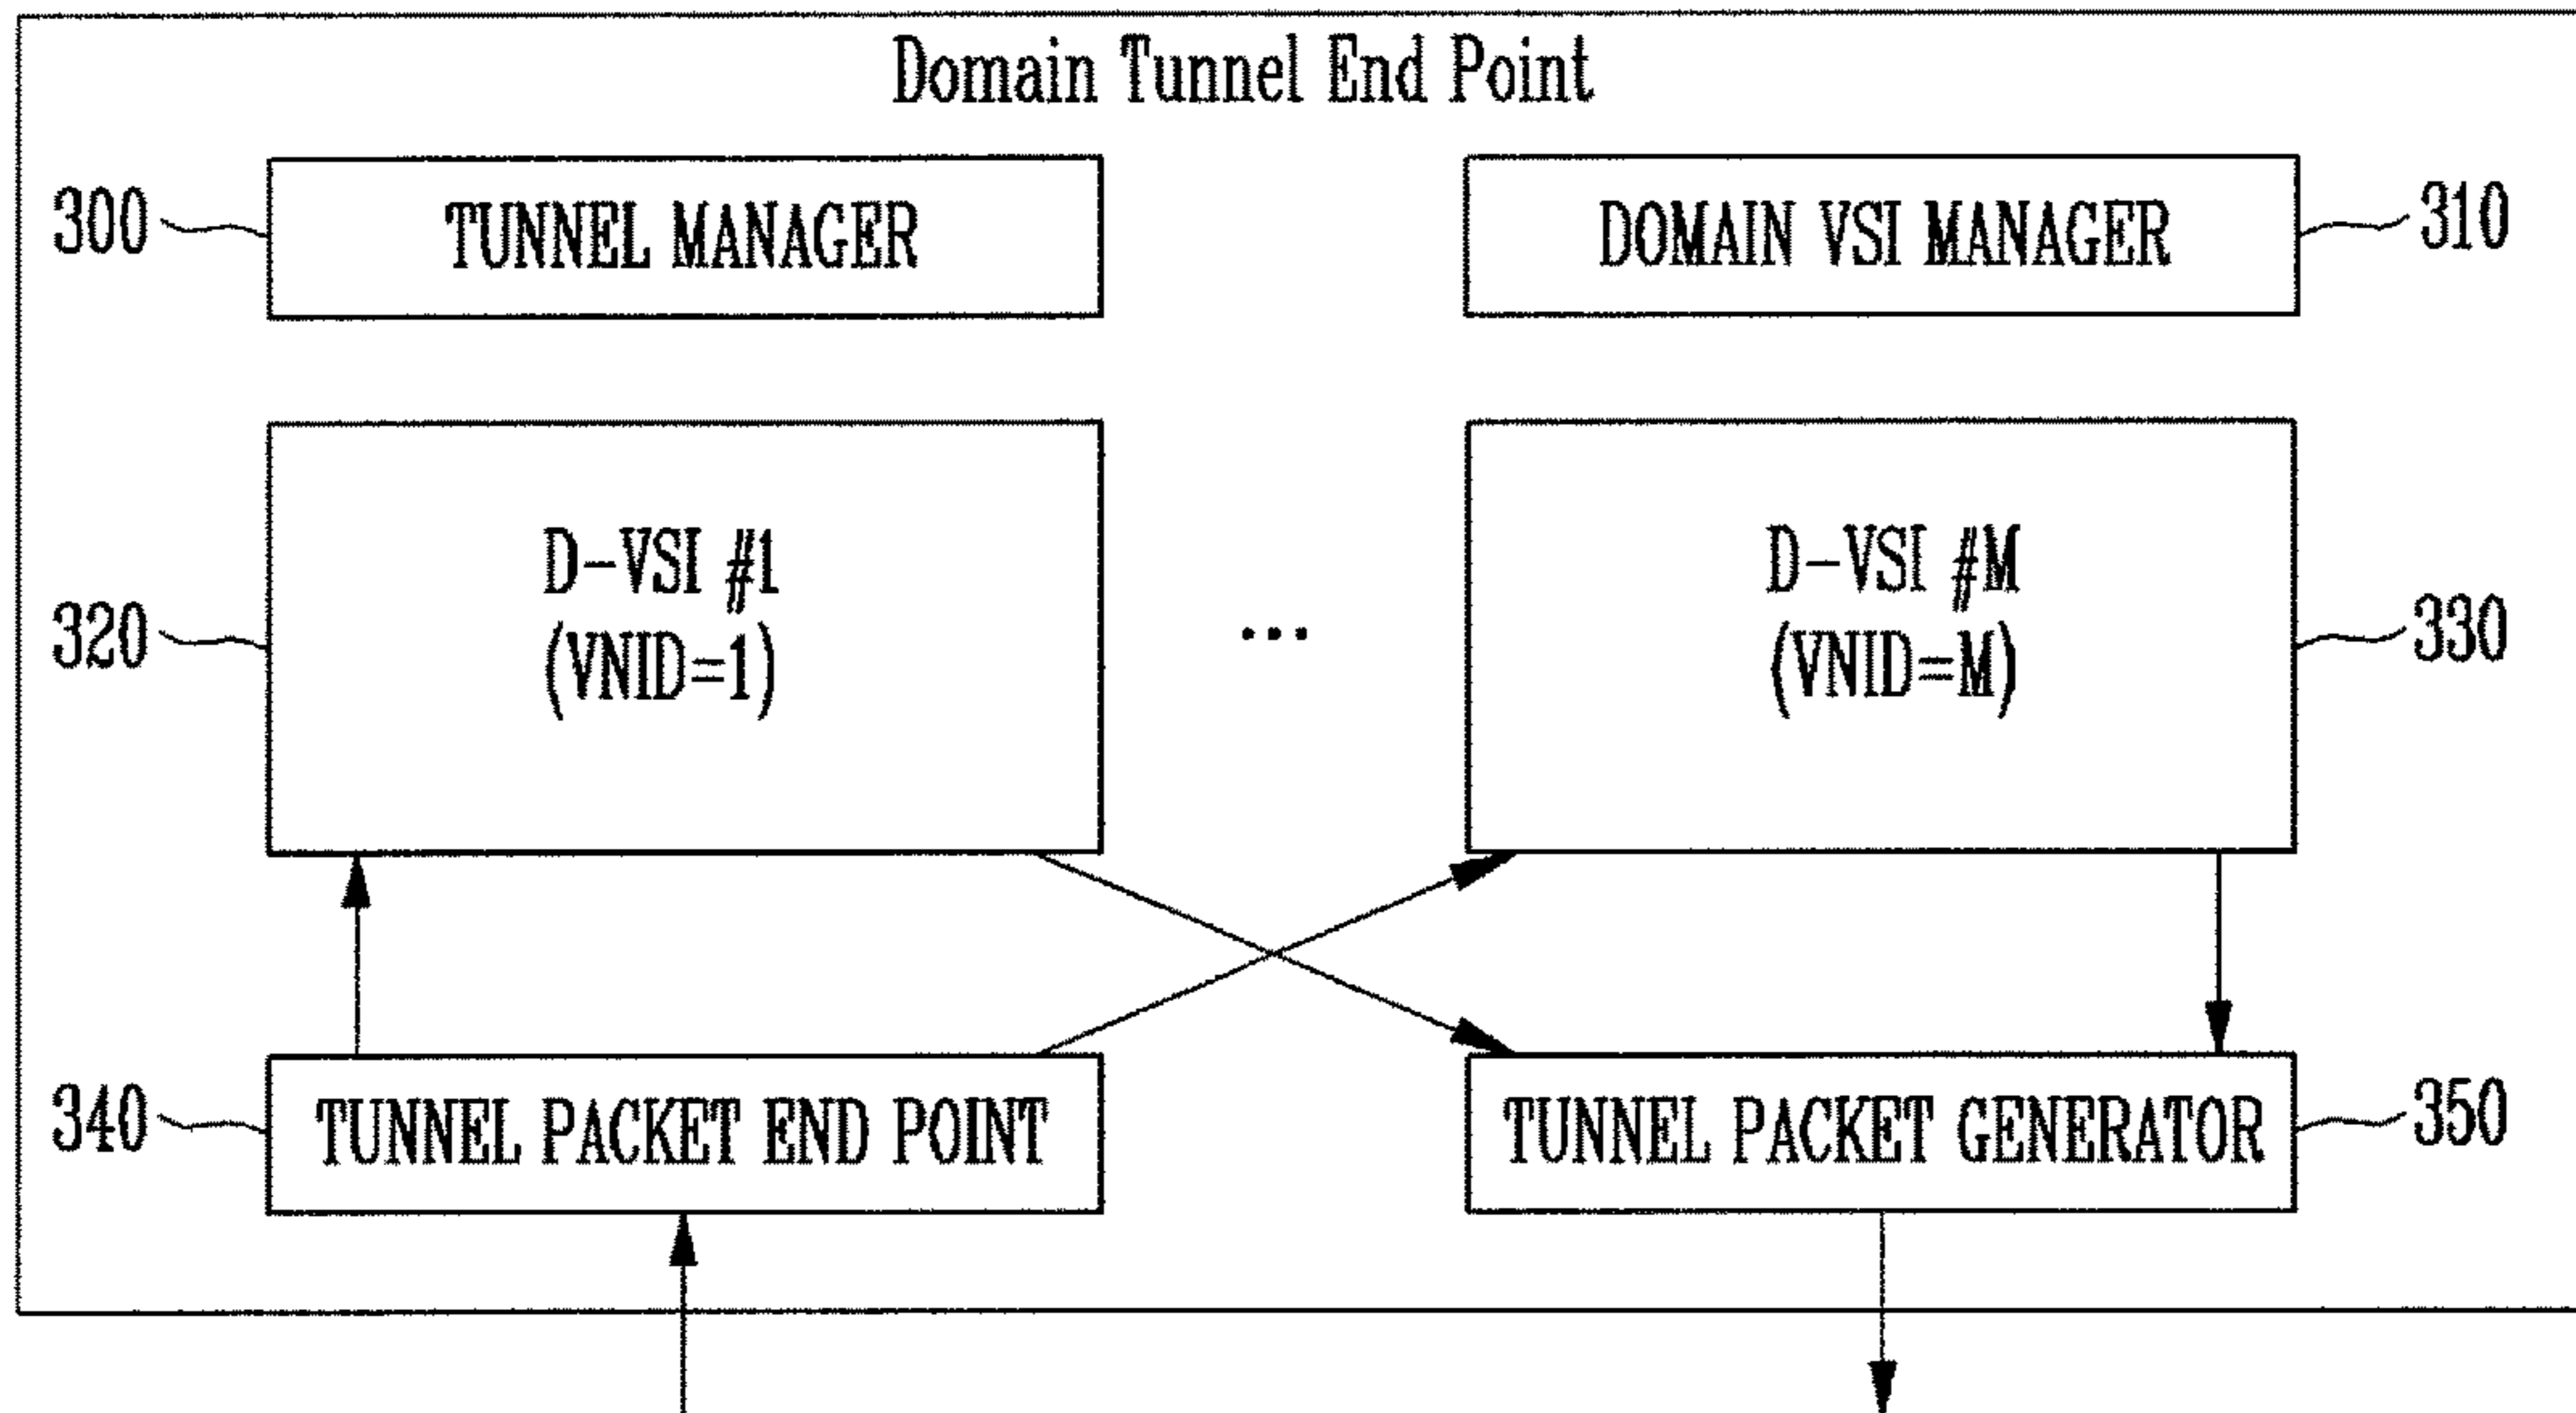 Domain Tunnel End Point
300
TUNNEL MANAGER
DOMAIN VSI MANAGER
310
320
D-VSI #1
(VNID=1)
...
D-VSI #M
(VNID=M)
330
340
TUNNEL PACKET END POINT
TUNNEL PACKET GENERATOR
350